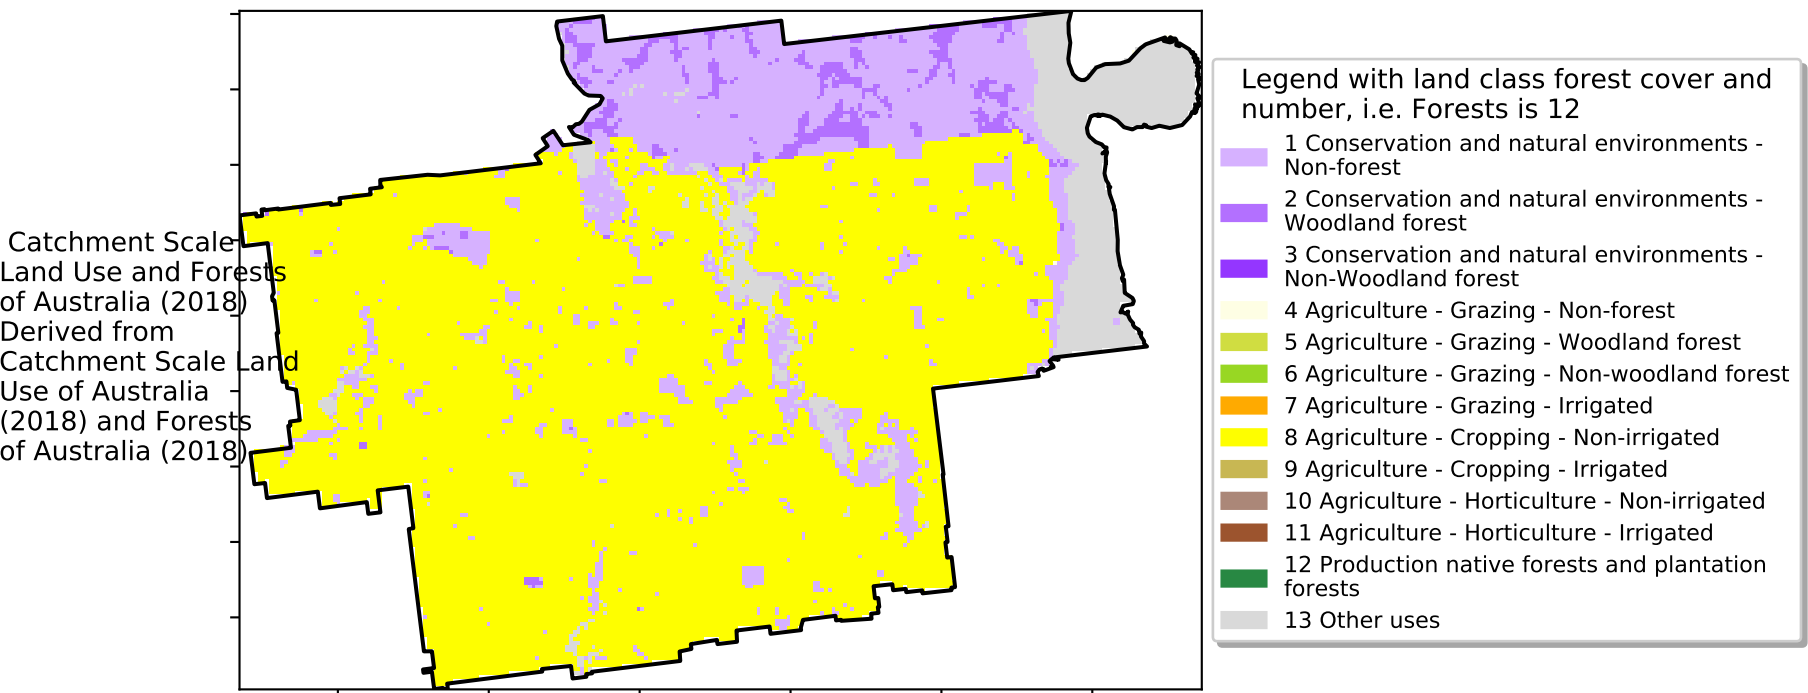 Catchment Scale
Land Use and Forests
of Australia (2018)
Derived from
Catchment Scale Land
Use of Australia
(2018) and Forests
of Australia (2018)
Legend with land class forest cover and
number, i.e. Forests is 12
1 Conservation and natural environments -
Non-forest
2 Conservation and natural environments -
Woodland forest
3 Conservation and natural environments -
Non-Woodland forest
4 Agriculture - Grazing - Non-forest
5 Agriculture - Grazing - Woodland forest
6 Agriculture - Grazing - Non-woodland forest
7 Agriculture - Grazing - Irrigated
8 Agriculture - Cropping - Non-irrigated
9 Agriculture - Cropping - Irrigated
10 Agriculture - Horticulture - Non-irrigated
11 Agriculture - Horticulture - Irrigated
12 Production native forests and plantation
forests
13 Other uses